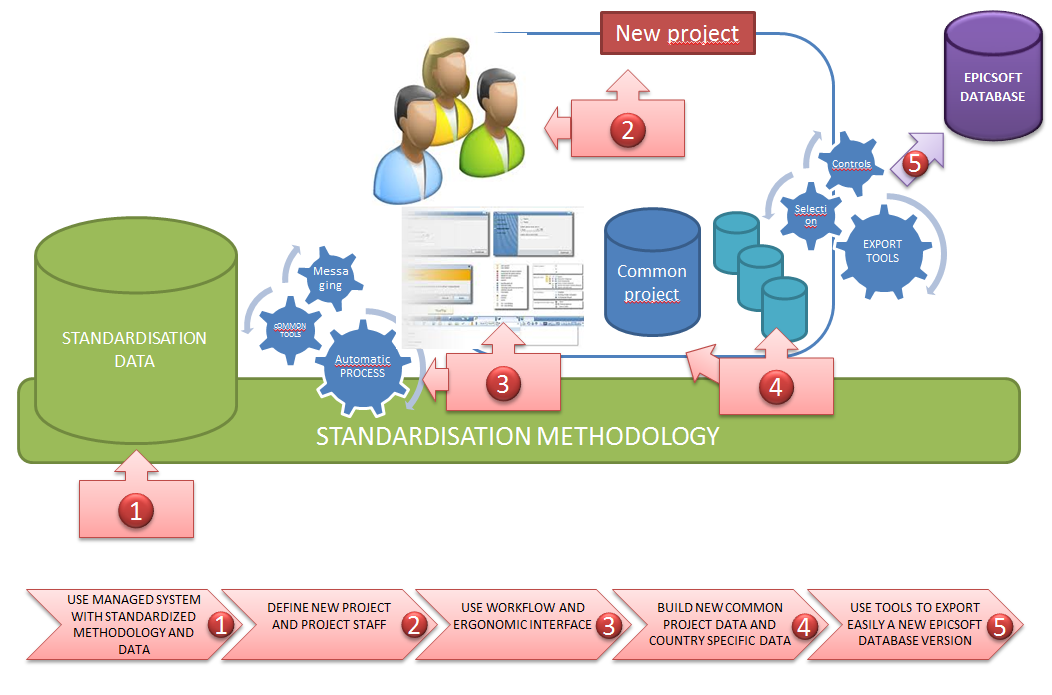 New project
EPICSOFT
DATABASE
2
Controls
5
Selecti
on
EXPORT
TOOLS
Common
project
Messa
ging
cOMMON
TOOLS
Automatic
PROCESS
STANDARDISATION
DATA
3
4
STANDARDISATION METHODOLOGY
1
USE MANAGED SYSTEM
WITH STANDARDIZED
METHODOLOGY AND
DATA
1
DEFINE NEW PROJECT
AND PROJECT STAFF
2
USE WORKFLOW AND
ERGONOMIC INTERFACE
3
BUILD NEW COMMON
PROJECT DATA AND
COUNTRY SPECIFIC DATA
4
USE TOOLS TO EXPORT
EASILY A NEW EPICSOFT
DATABASE VERSION
5